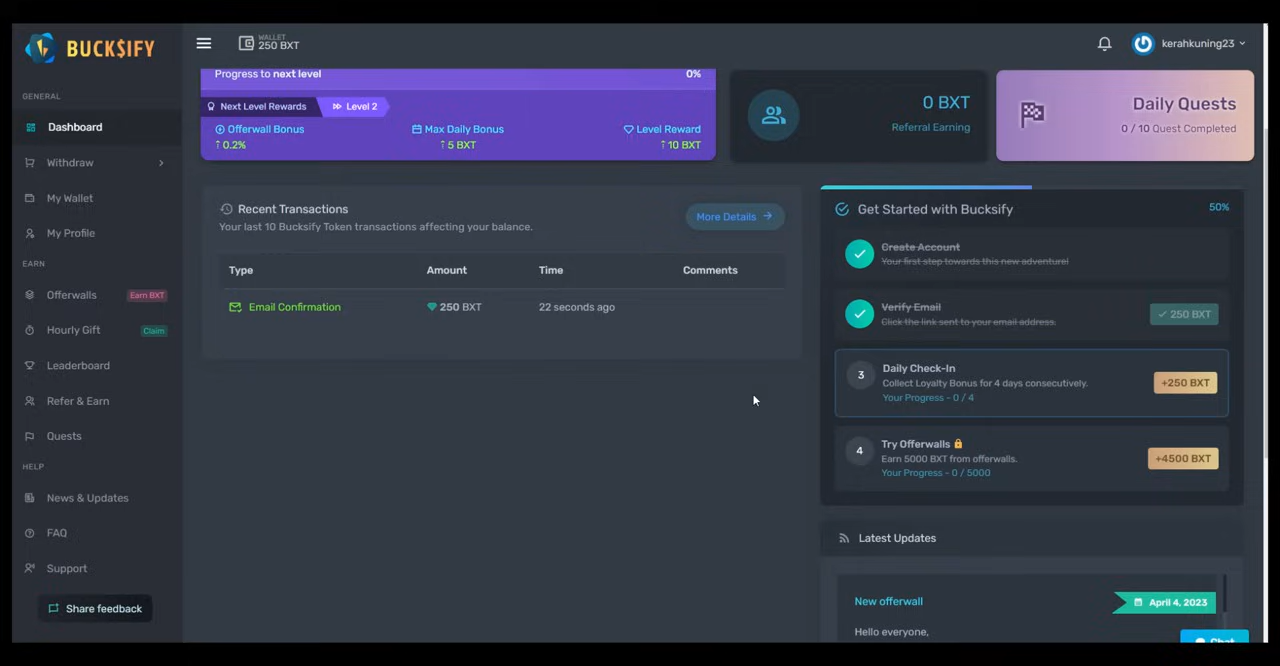 BUCK$IFY
WALLET
250 BXT
kerahkuning23
GENERAL
Dashboard
Withdraw
My Wallet
My Profile
EARN
Offerwalls
Earn BXT
Hourly Gift
Claim
Leaderboard
Refer & Earn
Quests
HELP
News & Updates
FAQ
Support
Share feedback
Progress to next level
0%
Next Level Rewards
Level 2
Offerwall Bonus
Max Daily Bonus
Level Reward
↑ 0.2%
↑ 5 BXT
↑ 10 BXT
0 BXT
Referral Earning
Daily Quests
0 / 10 Quest Completed
Recent Transactions
Your last 10 Bucksify Token transactions affecting your balance.
More Details →
Type Amount Time Comments
Email Confirmation 250 BXT 22 seconds ago
Get Started with Bucksify
50%
Create Account
Your first step towards this new adventure!
Verify Email
Click the link sent to your email address.
250 BXT
3
Daily Check-In
Collect Loyalty Bonus for 4 days consecutively.
Your Progress - 0 / 4
+250 BXT
4
Try Offerwalls
Earn 5000 BXT from offerwalls.
Your Progress - 0 / 5000
+4500 BXT
Latest Updates
New offerwall
April 4, 2023
Hello everyone,
Chat